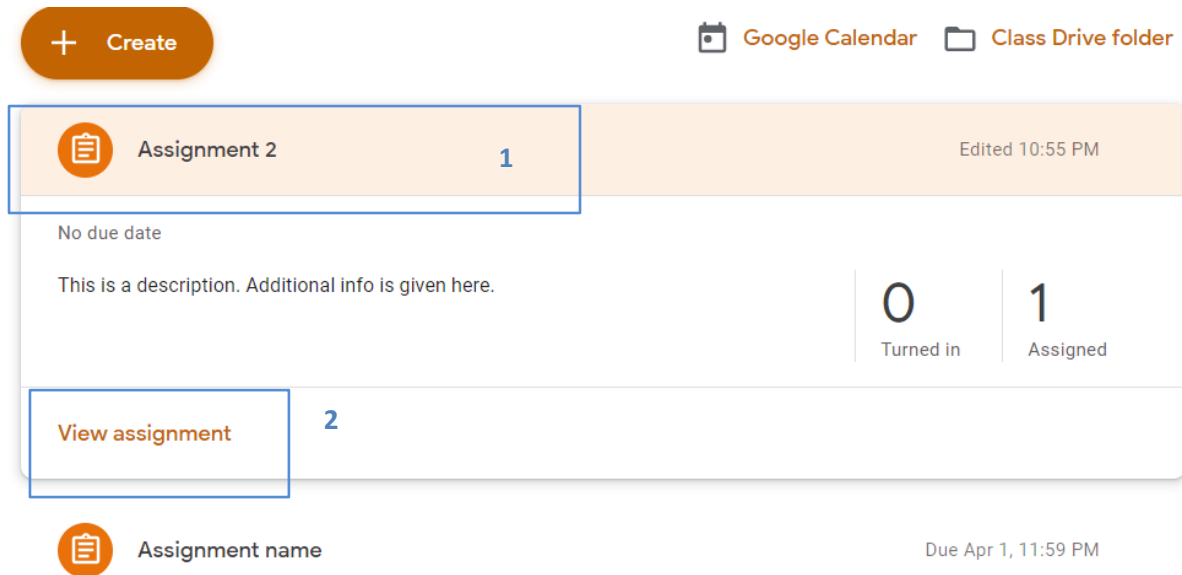 Create
Google Calendar
Class Drive folder
Assignment 2
1
Edited 10:55 PM
No due date
This is a description. Additional info is given here.
0
Turned in
1
Assigned
View assignment
2
Assignment name
Due Apr 1, 11:59 PM